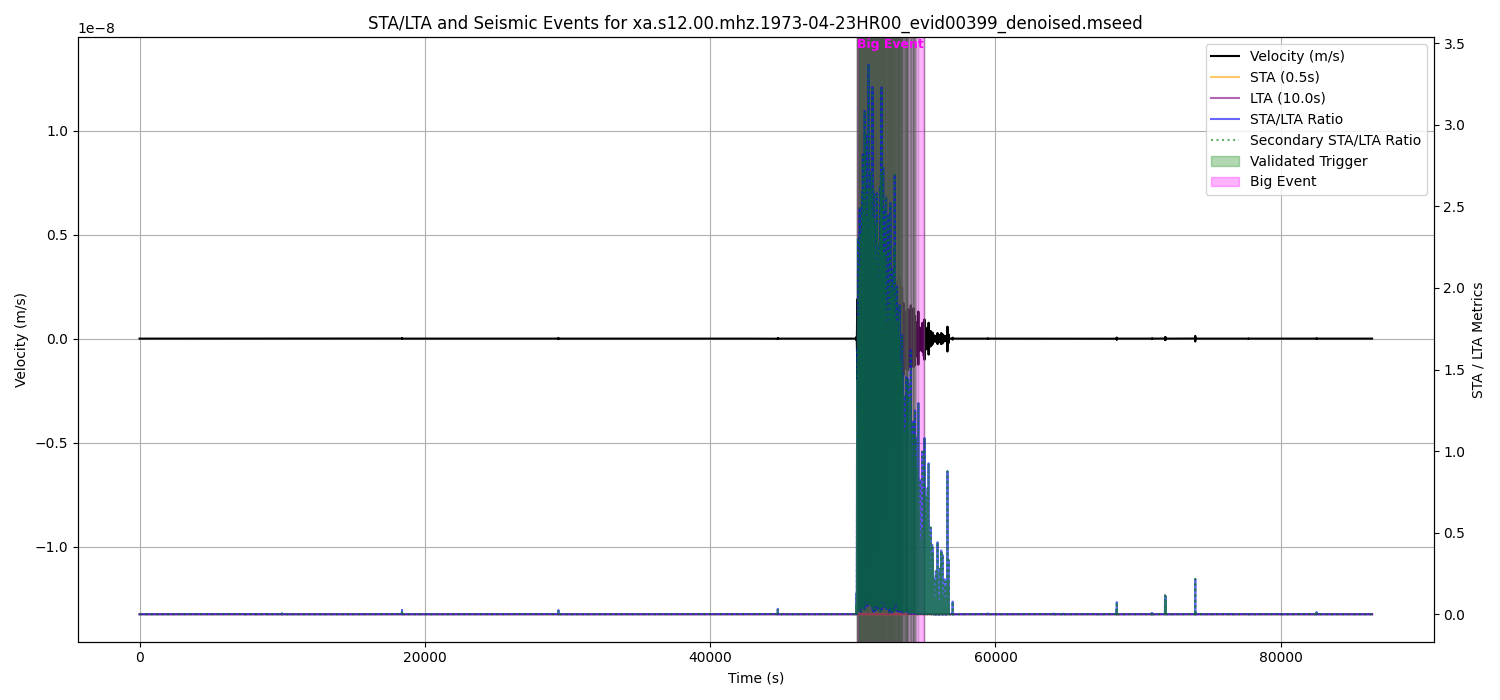 STA/LTA and Seismic Events for xa.s12.00.mhz.1973-04-23HR00_evid00399_denoised.mseed
1e−8
Big Event
Velocity (m/s)
STA (0.5s)
LTA (10.0s)
STA/LTA Ratio
Secondary STA/LTA Ratio
Validated Trigger
Big Event
1.0
0.5
0.0
−0.5
−1.0
Velocity (m/s)
3.5
3.0
2.5
2.0
1.5
1.0
0.5
0.0
STA / LTA Metrics
0 20000 40000 60000 80000
Time (s)